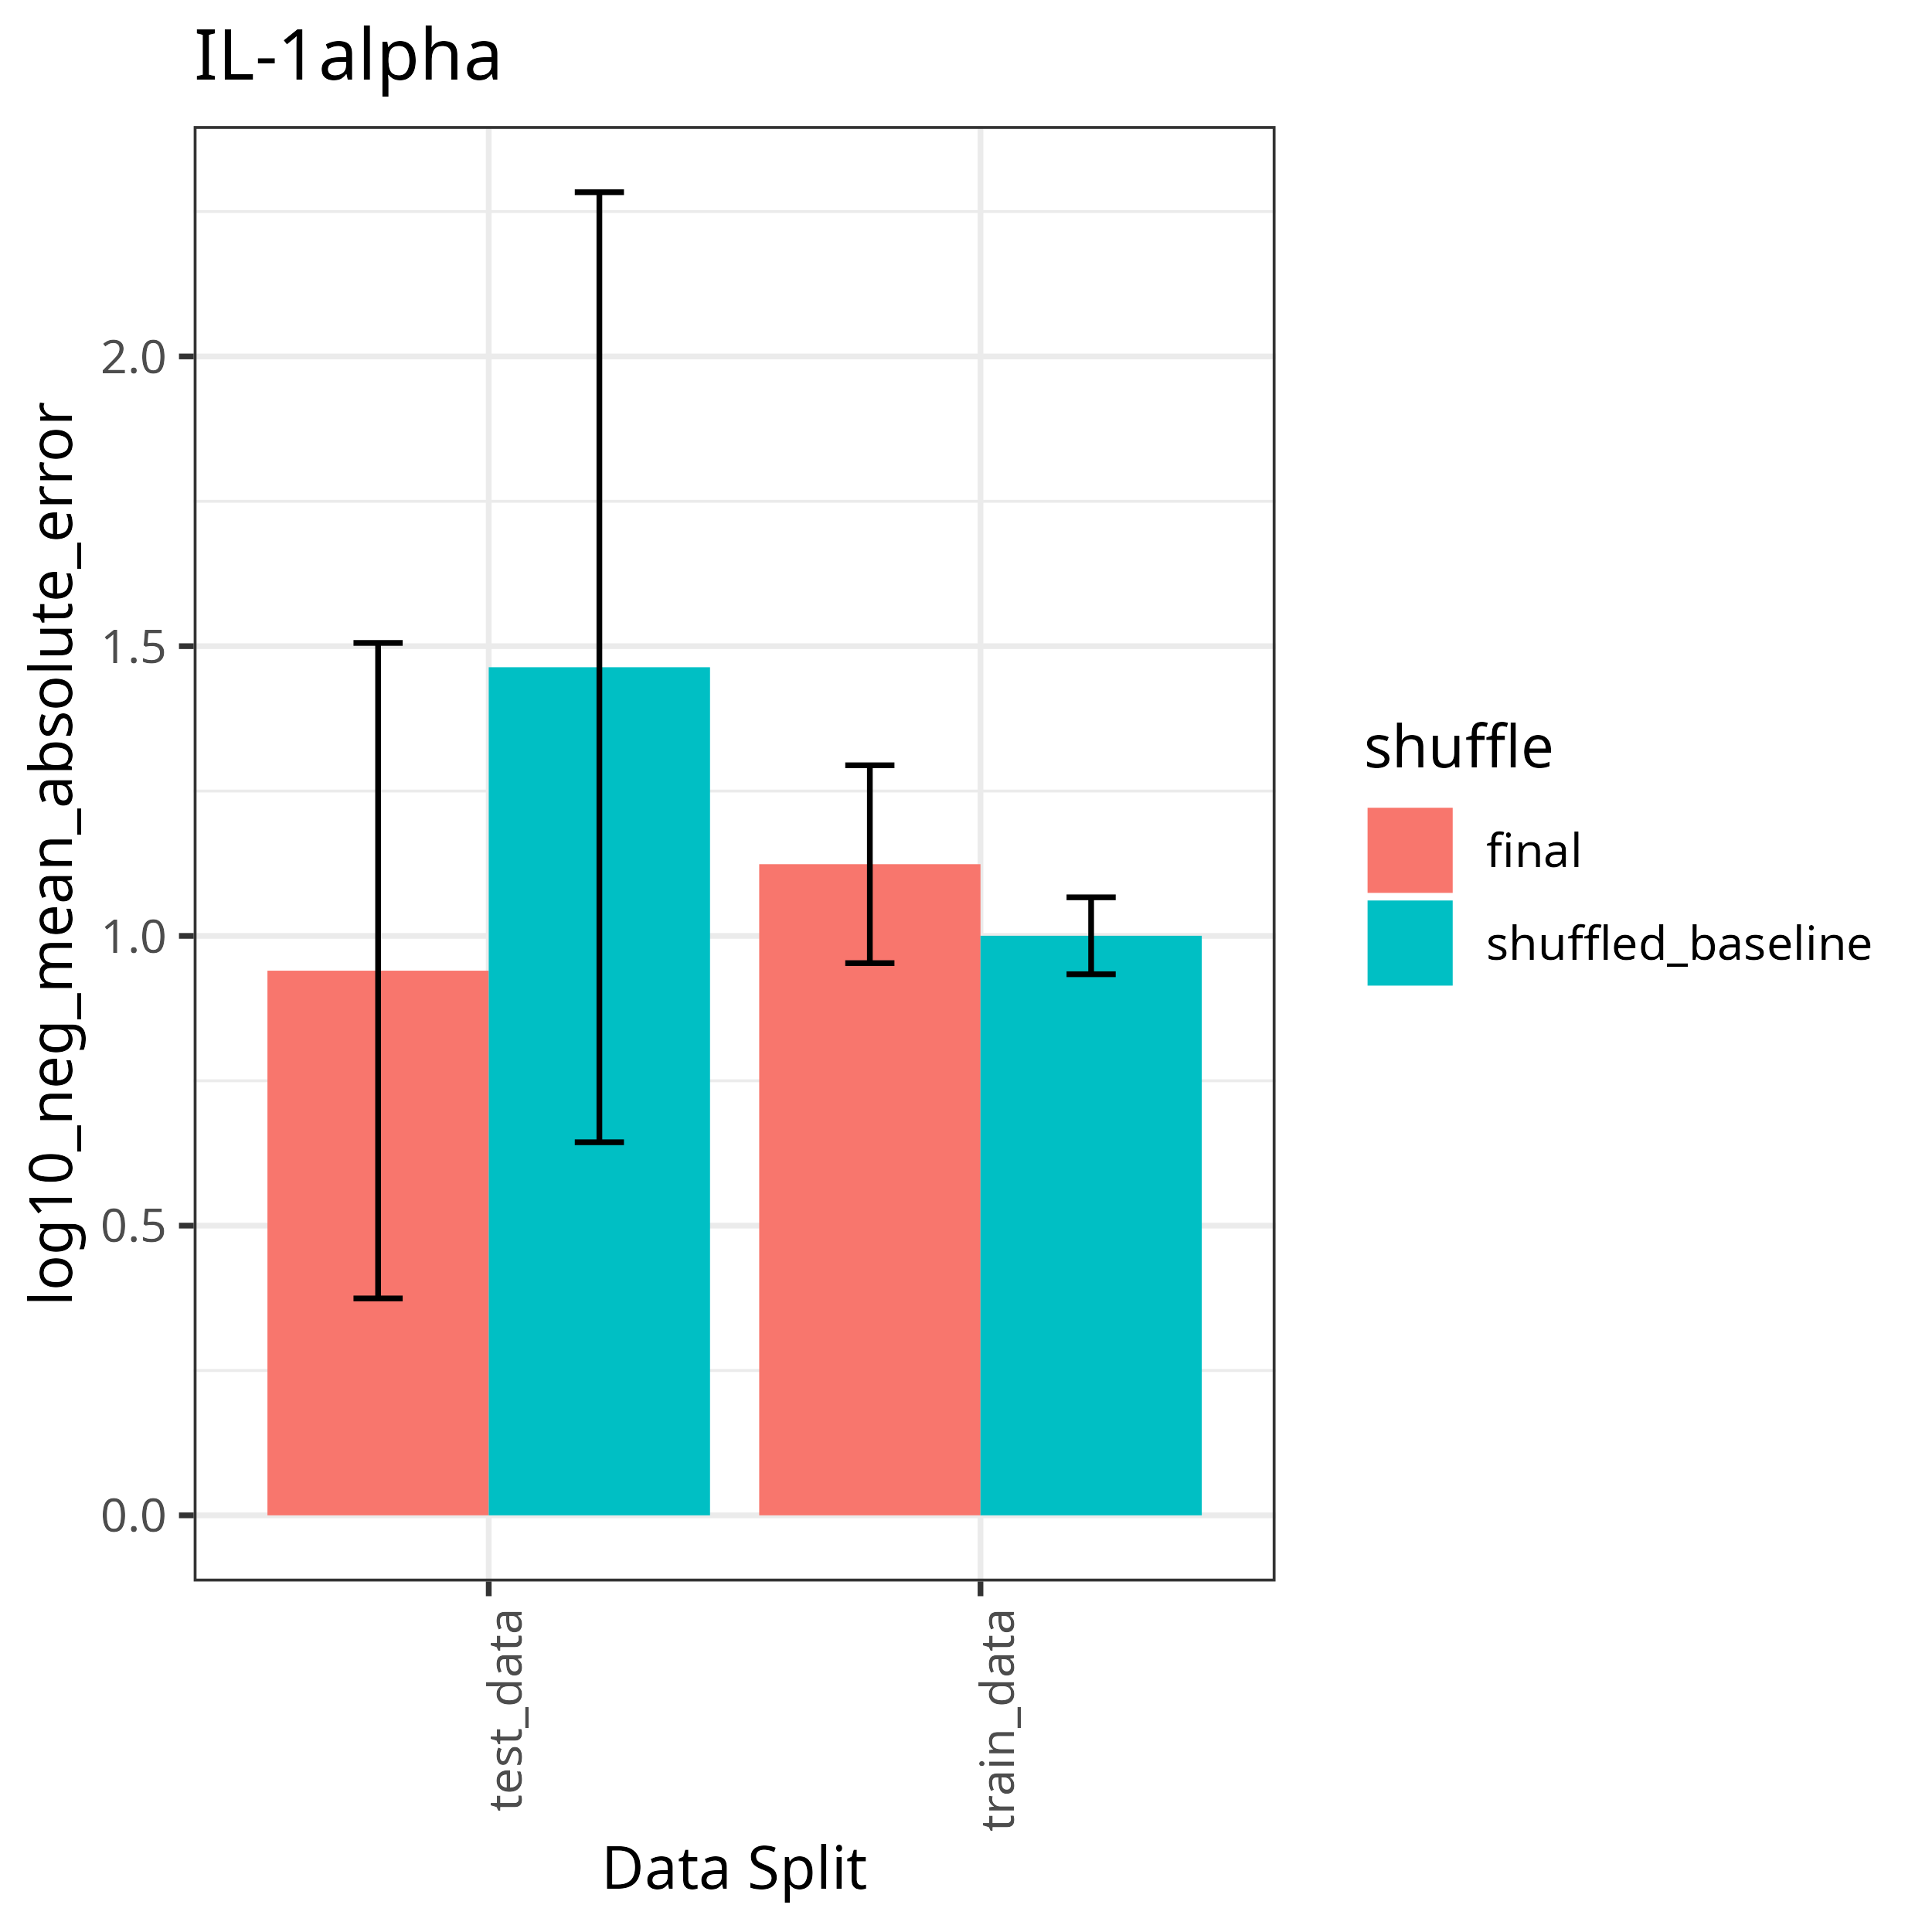 IL-1alpha
log10_neg_mean_absolute_error
2.0
1.5
1.0
0.5
0.0
test_data
train_data
Data Split
shuffle
final
shuffled_baseline